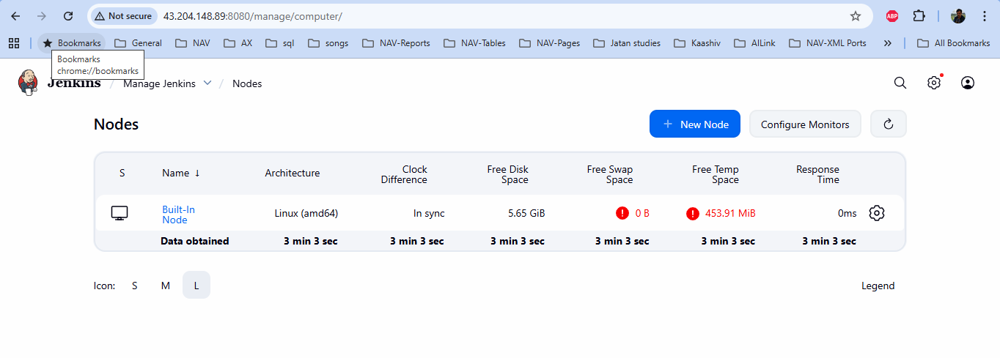 Not secure 43.204.148.89:8080/manage/computer/ ABP
Bookmarks General NAV AX sql songs NAV-Reports NAV-Tables NAV-Pages Jatan studies Kaashiv AILink NAV-XML Ports » All Bookmarks
Bookmarks
chrome://bookmarks
Jenkins / Manage Jenkins / Nodes
Nodes
+ New Node Configure Monitors
S Name ↓ Architecture Clock Difference Free Disk Space Free Swap Space Free Temp Space Response Time
Built-In Node Linux (amd64) In sync 5.65 GiB 0 B 453.91 MiB 0ms
Data obtained 3 min 3 sec 3 min 3 sec 3 min 3 sec 3 min 3 sec 3 min 3 sec 3 min 3 sec
Icon: S M L Legend